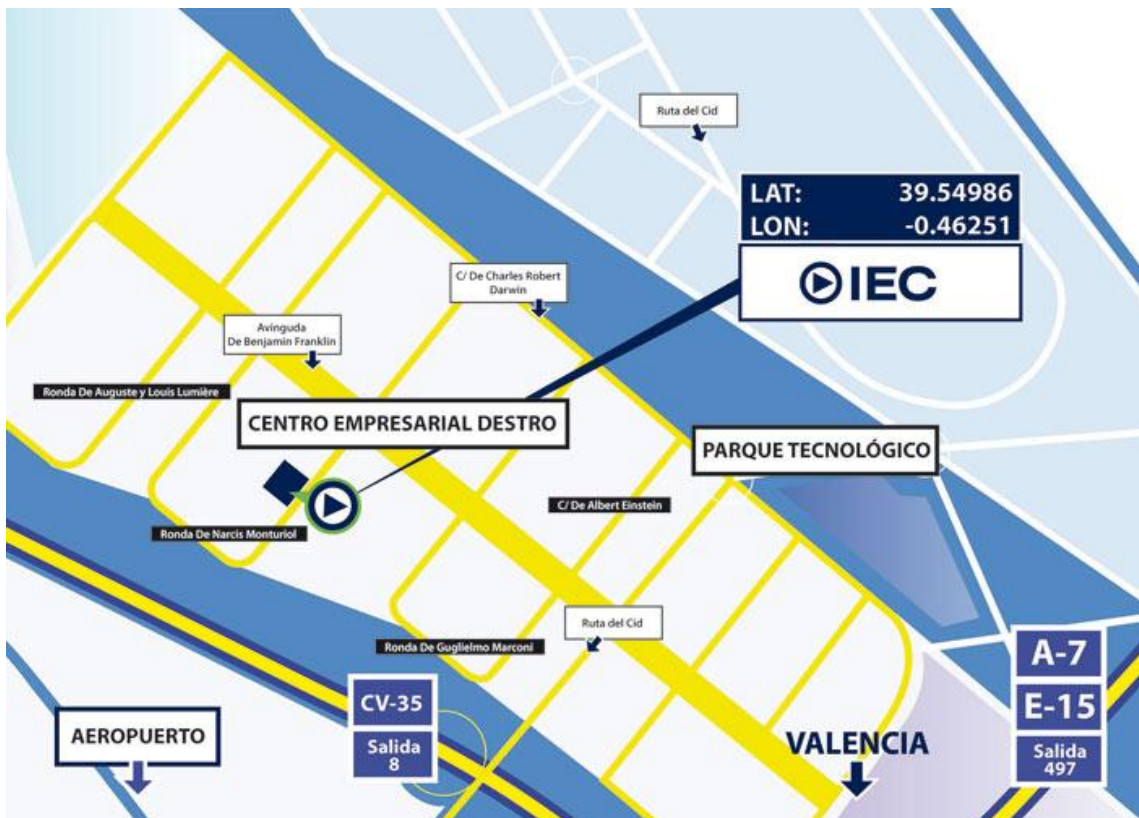 Ruta del Cid
LAT: 39.54986
LON: -0.46251
IEC
C/ De Charles Robert
Darwin
Avinguda
De Benjamin Franklin
Ronda De Auguste y Louis Lumière
CENTRO EMPRESARIAL DESTRO
PARQUE TECNOLÓGICO
C/ De Albert Einstein
Ronda De Narcis Monturiol
Ruta del Cid
Ronda De Guglielmo Marconi
A-7
E-15
Salida
497
CV-35
Salida
8
AEROPUERTO
VALENCIA